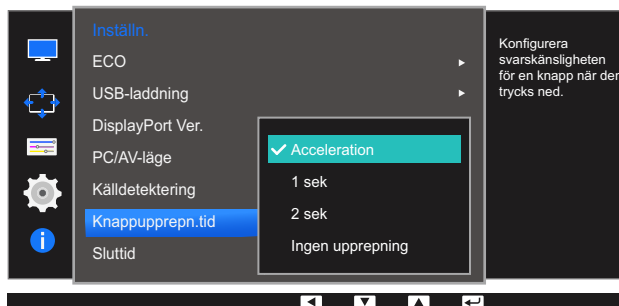 Inställn.
ECO
USB-laddning
DisplayPort Ver.
PC/AV-läge
Källdetektering
Knappupprepn.tid
Sluttid
Acceleration
1 sek
2 sek
Ingen upprepning
Konfigurera
svarskänsligheten
för en knapp när den
trycks ned.